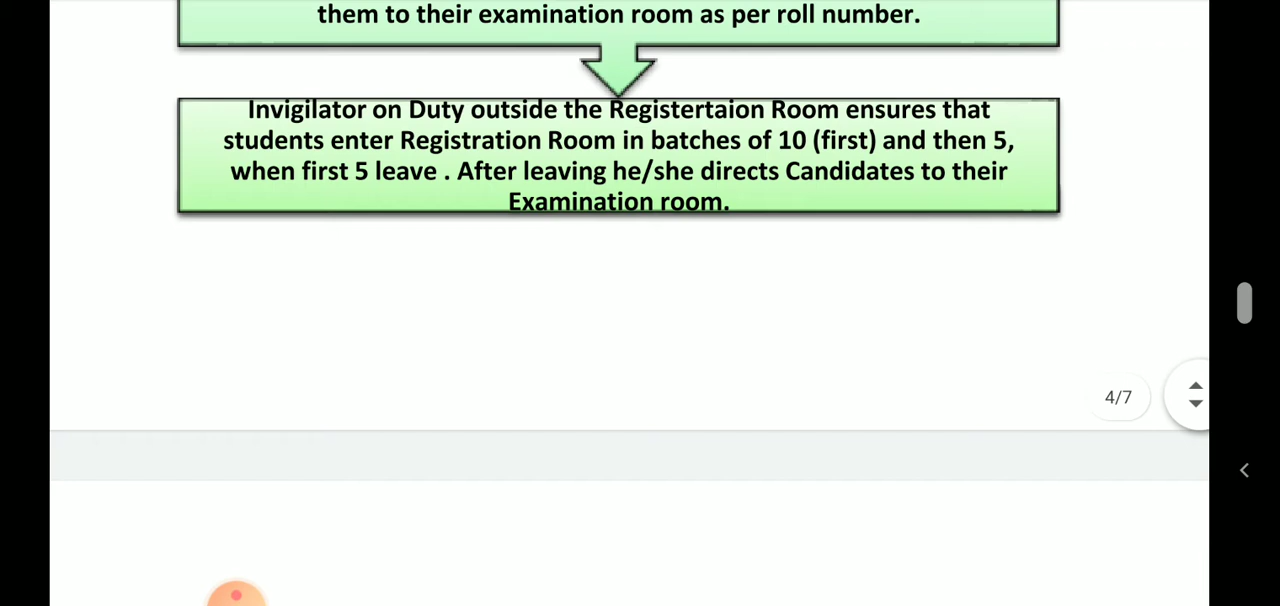 them to their examination room as per roll number.
Invigilator on Duty outside the Registertaion Room ensures that
students enter Registration Room in batches of 10 (first) and then 5,
when first 5 leave . After leaving he/she directs Candidates to their
Examination room.
4/7